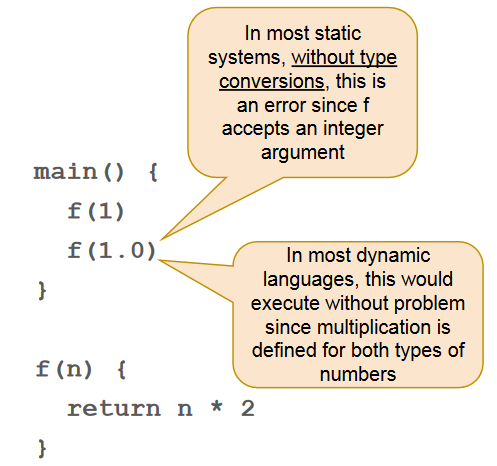 In most static
systems, without type
conversions, this is
an error since f
accepts an integer
argument
main() {
f(1)
f(1.0)
}
In most dynamic
languages, this would
execute without problem
since multiplication is
defined for both types of
numbers
f(n) {
return n * 2
}